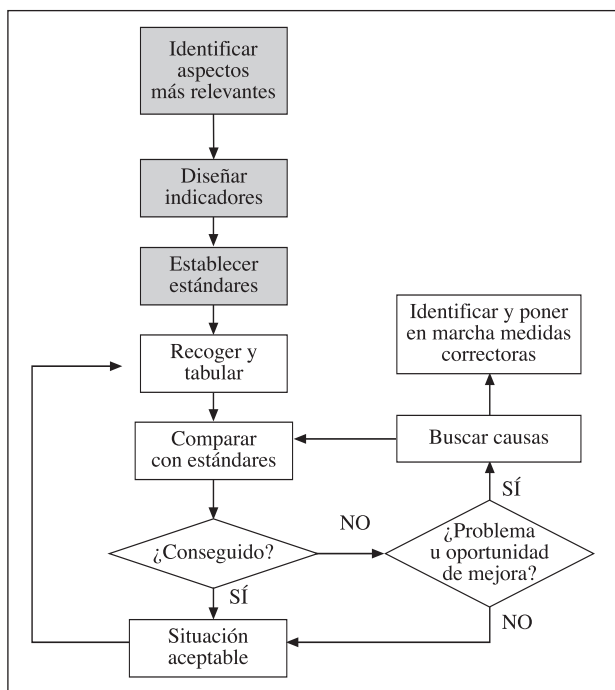 Identificar
aspectos
más relevantes
Diseñar
indicadores
Establecer
estándares
Recoger y
tabular
Identificar y poner
en marcha medidas
correctoras
Comparar
con estándares
Buscar causas
SÍ
¿Conseguido?
NO
¿Problema
u oportunidad
de mejora?
SÍ
NO
Situación
aceptable